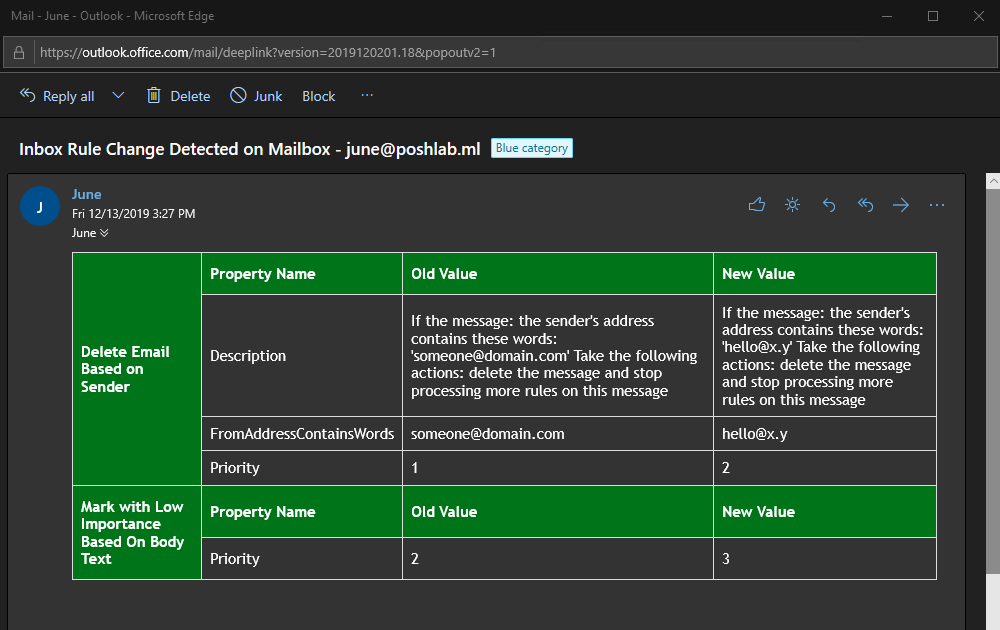 Mail - June - Outlook - Microsoft Edge
https://outlook.office.com/mail/deeplink?version=2019120201.18&popoutv2=1
Reply all Delete Junk Block ...
Inbox Rule Change Detected on Mailbox - june@poshlab.ml Blue category
J
June
Fri 12/13/2019 3:27 PM
June
Delete Email
Based on
Sender
Property Name Old Value New Value
Description
If the message: the sender's address
contains these words:
'someone@domain.com' Take the following
actions: delete the message and stop
processing more rules on this message
If the message: the sender's
address contains these words:
'hello@x.y' Take the following
actions: delete the message
and stop processing more
rules on this message
FromAddressContainsWords someone@domain.com hello@x.y
Priority 1 2
Mark with Low
Importance
Based On Body
Text
Property Name Old Value New Value
Priority 2 3